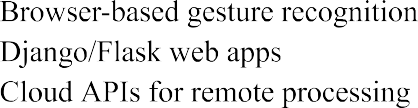 Browser-based gesture recognition
Django/Flask web apps
Cloud APIs for remote processing